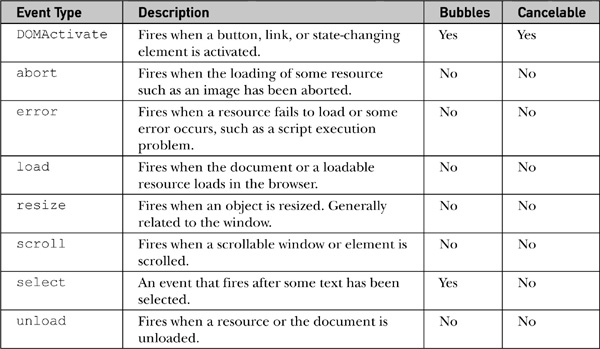 Event Type Description Bubbles Cancelable
DOMActivate Fires when a button, link, or state-changing Yes Yes
element is activated.
abort Fires when the loading of some resource No No
such as an image has been aborted.
error Fires when a resource fails to load or some No No
error occurs, such as a script execution
problem.
load Fires when the document or a loadable No No
resource loads in the browser.
resize Fires when an object is resized. Generally No No
related to the window.
scroll Fires when a scrollable window or element is No No
scrolled.
select An event that fires after some text has been Yes No
selected.
unload Fires when a resource or the document is No No
unloaded.